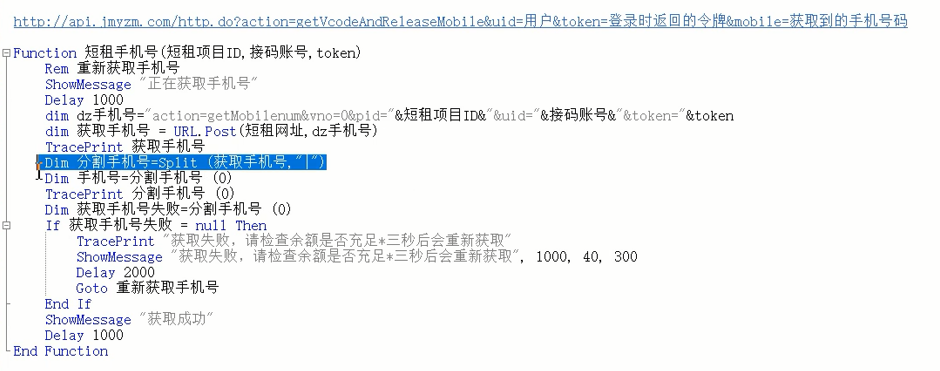 http://api.jmyzm.com/http.do?action=getVcodeAndReleaseMobile&uid=用户&token=登录时返回的令牌&mobile=获取到的手机号码
Function 短租手机号(短租项目ID,接码账号,token)
Rem 重新获取手机号
ShowMessage "正在获取手机号"
Delay 1000
dim dz手机号="action=getMobilenum&vno=0&pid="&短租项目ID&"&uid="&接码账号&"&token="&token
dim 获取手机号 = URL.Post(短租网址,dz手机号)
TracePrint 获取手机号
Dim 分割手机号=Split (获取手机号,"|")
Dim 手机号=分割手机号 (0)
TracePrint 分割手机号 (0)
Dim 获取手机号失败=分割手机号 (0)
If 获取手机号失败 = null Then
TracePrint "获取失败，请检查余额是否充足*三秒后会重新获取"
ShowMessage "获取失败，请检查余额是否充足*三秒后会重新获取", 1000, 40, 300
Delay 2000
Goto 重新获取手机号
End If
ShowMessage "获取成功"
Delay 1000
End Function